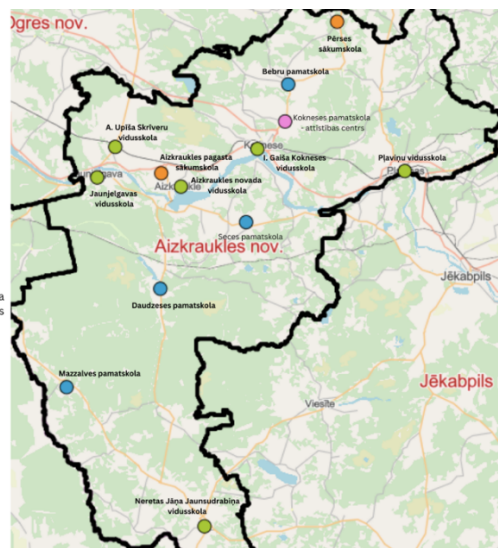 Ogres nov.
Pērses
sākumskola
Bebru pamatskola
Kokneses pamatskola
- attīstības centrs
A. Upīša Skrīveru
vidusskola
Aizkraukles pagasta
sākumskola
I. Gaiša Kokneses
vidusskola
Pļaviņu vidusskola
Aizkraukles novada
vidusskola
Jaunjelgavas
vidusskola
Seces pamatskola
Aizkraukles nov.
Jēkabpils
Daudzeses pamatskola
a
s
Mazzalves pamatskola
Jēkabpils
Viesīte
Neretas Jāņa Jaunsudrabiņa
vidusskola